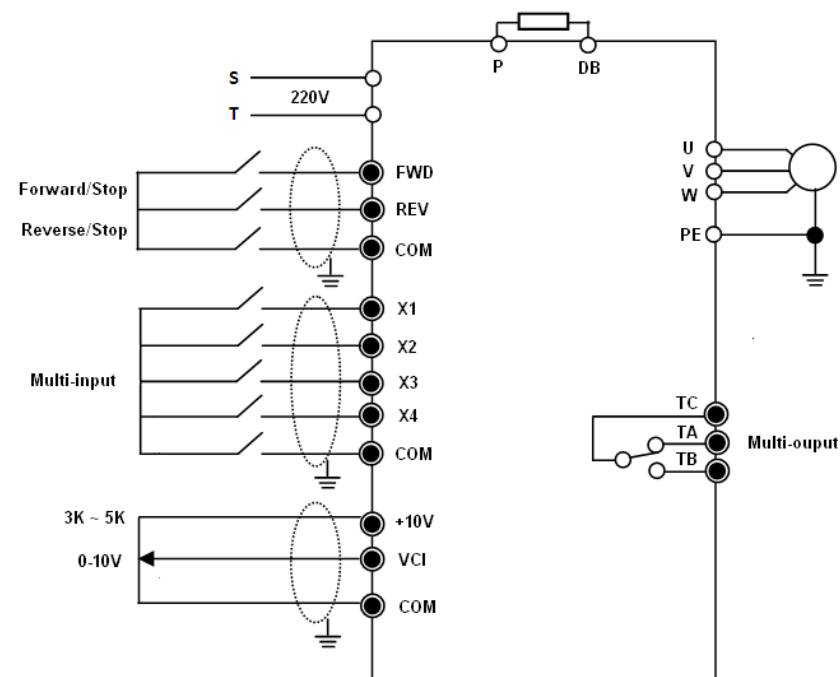 P DB
S
220V
T
U
V
W
PE
Forward/Stop
Reverse/Stop
FWD
REV
COM
Multi-input
X1
X2
X3
X4
COM
TC
TA
TB
Multi-ouput
3K ~ 5K
0-10V
+10V
VCI
COM